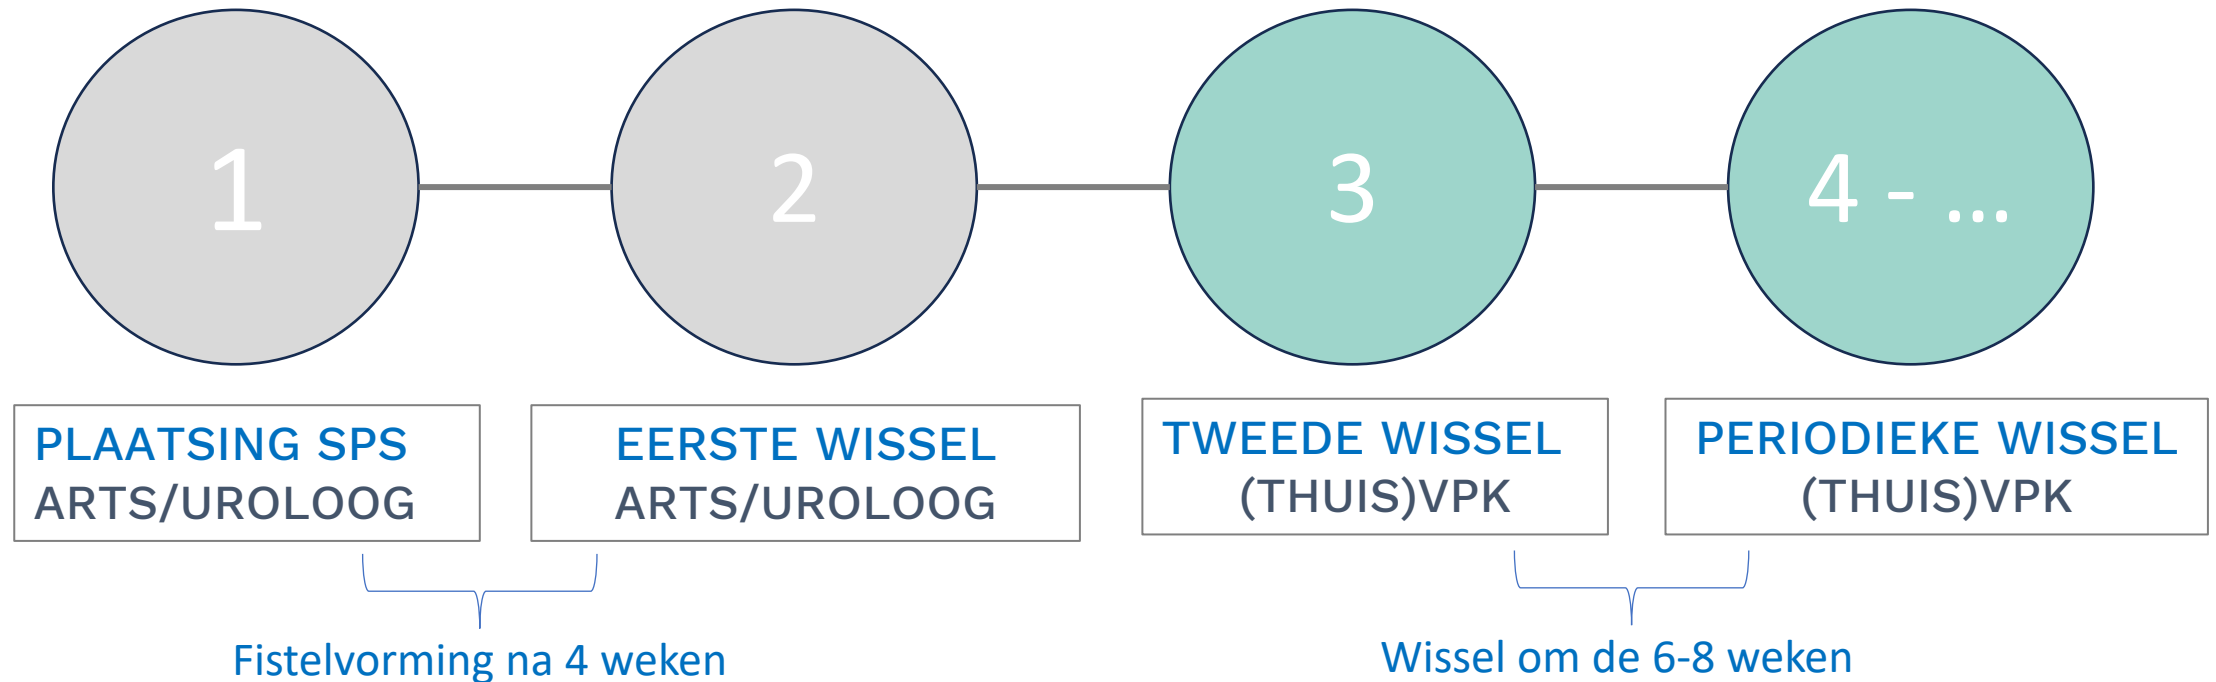 1
2
3
4 - ...
PLAATSING SPS
ARTS/UROLOOG
EERSTE WISSEL
ARTS/UROLOOG
TWEEDE WISSEL
(THUIS)VPK
PERIODIEKE WISSEL
(THUIS)VPK
Fistelvorming na 4 weken
Wissel om de 6-8 weken